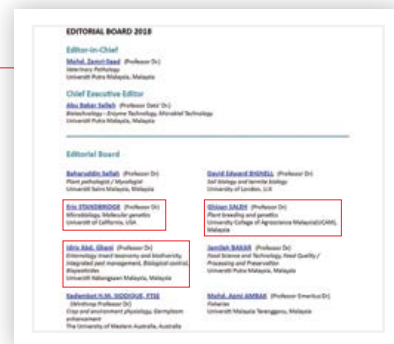 EDITORIAL BOARD 2018
Editor-in-Chief
Mohd. Zamri-Saad (Professor Dr)
Veterinary Pathology
Universiti Putra Malaysia, Malaysia
Chief Executive Editor
Abu Bakar Salleh (Professor Dato' Dr)
Biotechnology - Enzyme Technology, Microbial Technology
Universiti Putra Malaysia, Malaysia
Editorial Board
Baharuddin Salleh (Professor Dr)
Plant pathologist / Mycologist
Universiti Sains Malaysia, Malaysia
David Edward BIGNELL (Professor Dr)
Soil biology and termite biology
University of London, U.K
Eric STANDBRIDGE (Professor Dr)
Microbiology, Molecular genetics
Universiti of California, USA
Ghizan SALEH (Professor Dr)
Plant breeding and genetics
University College of Agroscience Malaysia(UCAM),
Malaysia
Idris Abd. Ghani (Professor Dr)
Entomology insect taxonomy and biodiversity,
integrated pest management, Biological control,
Biopesticides
Universiti Kebangsaan Malaysia, Malaysia
Jamilah BAKAR (Professor Dr)
Food Science and Technology, Food Quality /
Processing and Preservation
Universiti Putra Malaysia, Malaysia
Kadambot H.M. SIDDIQUE, FTSE
(Winthrop Professor Dr)
Crop and environment physiology, Germplasm
enhancement
The University of Western Australia, Australia
Mohd. Azmi AMBAK (Professor Emeritus Dr)
Fisheries
Universiti Malaysia Terengganu, Malaysia